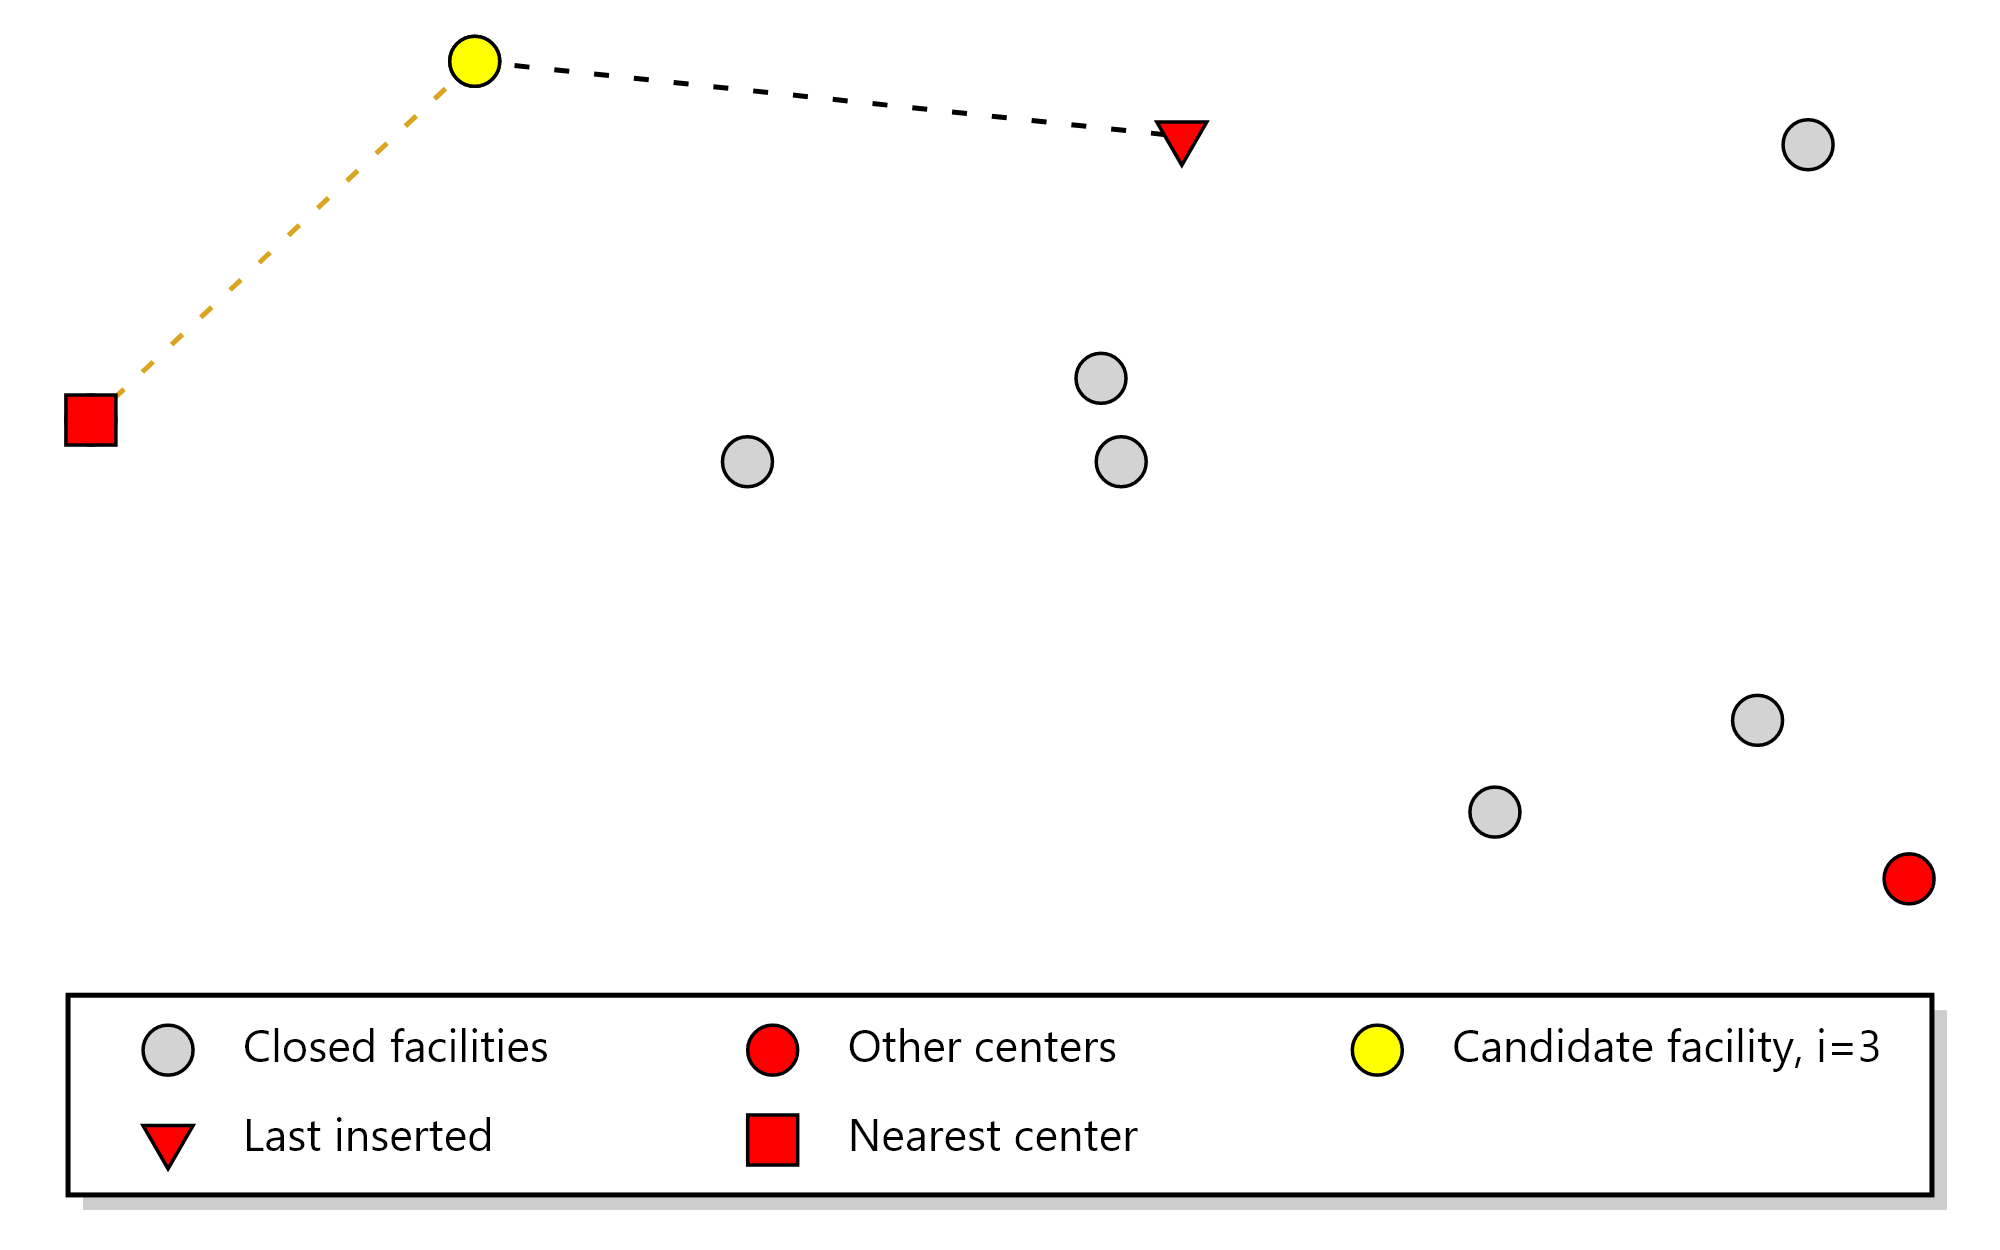 Closed facilities
Other centers
Candidate facility, i=3
Last inserted
Nearest center